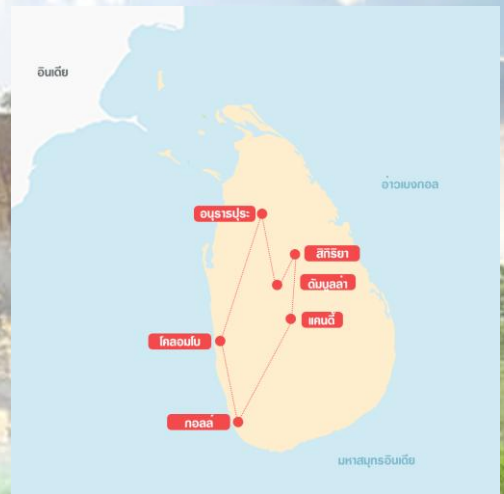 อินเดีย
อ่าวเบงกอล
อนุราธปุระ
สิกิริยา
ดัมบูลล่า
แคนดี้
โคลอมโบ
กอลล์
มหาสมุทรอินเดีย